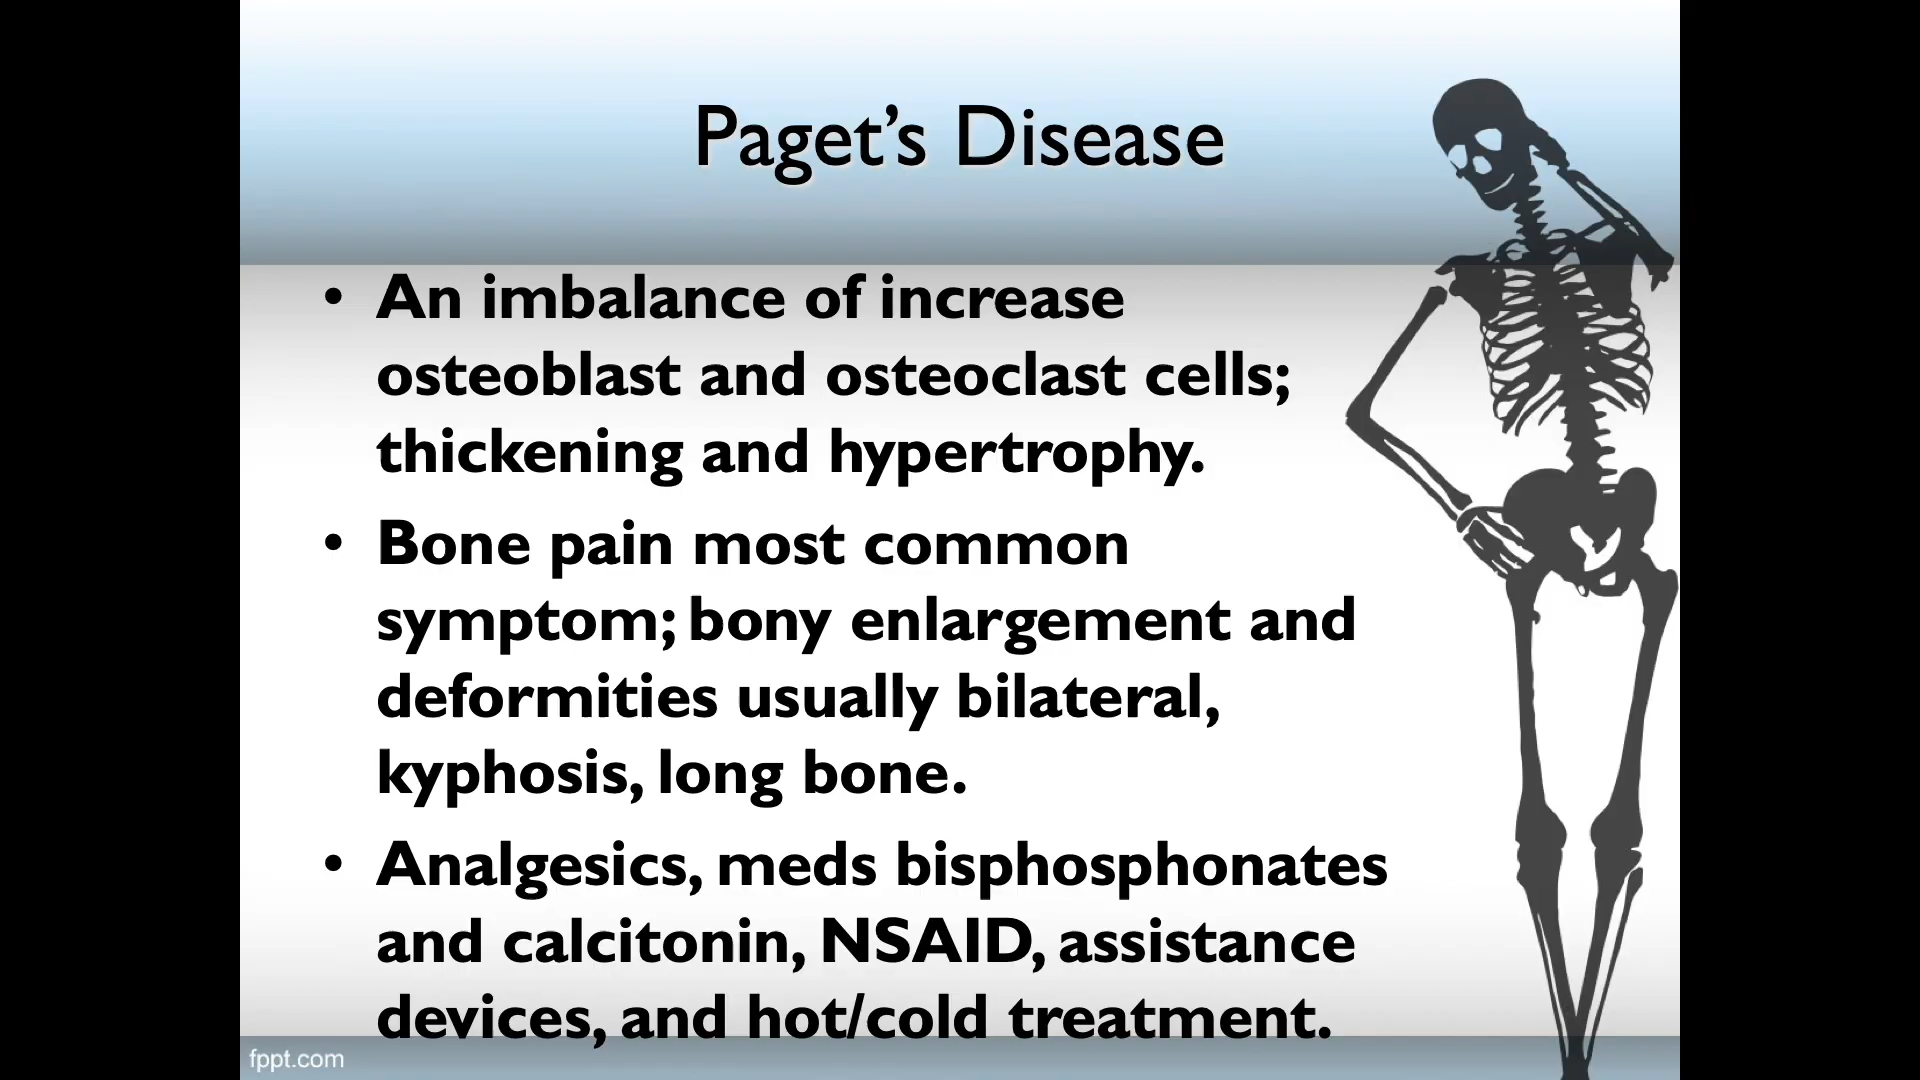 Paget’s Disease
• An imbalance of increase
osteoblast and osteoclast cells;
thickening and hypertrophy.
• Bone pain most common
symptom; bony enlargement and
deformities usually bilateral,
kyphosis, long bone.
• Analgesics, meds bisphosphonates
and calcitonin, NSAID, assistance
devices, and hot/cold treatment.
fppt.com